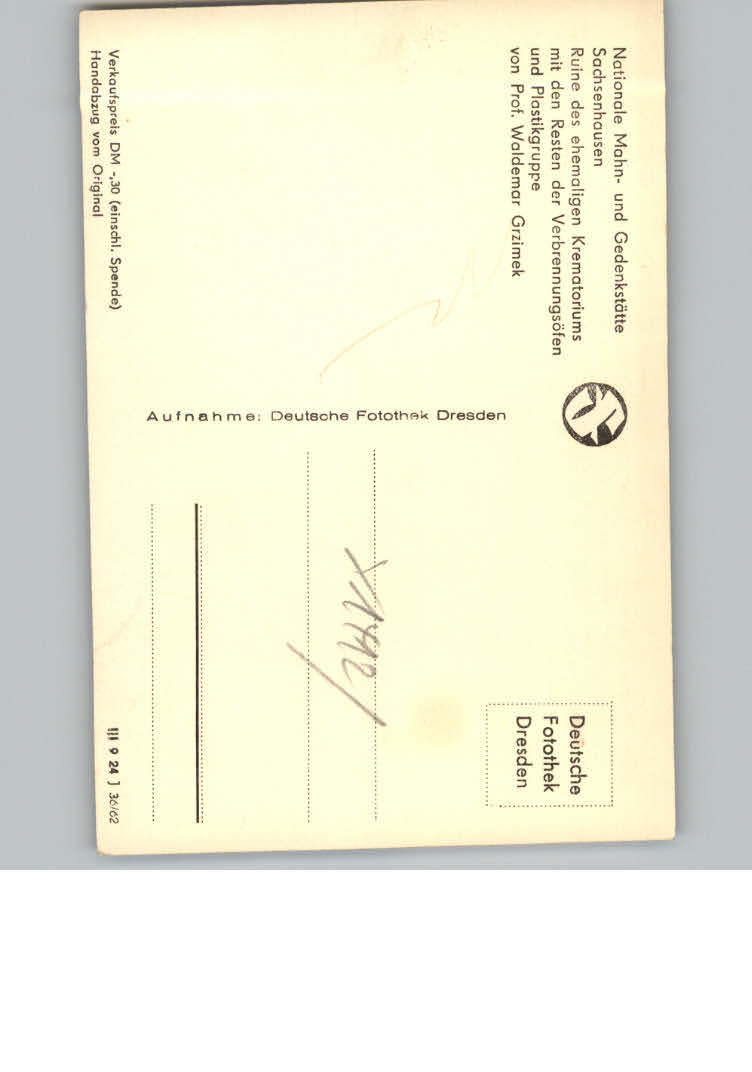 Nationale Mahn- und Gedenkstätte
Sachsenhausen
Ruine des ehemaligen Krematoriums
mit den Resten der Verbrennungsöfen
und Plastikgruppe
von Prof. Waldemar Grzimek
Verkaufspreis DM -,30 (einschl. Spende)
Handabzug vom Original
Aufnahme: Deutsche Fotothek Dresden
Deutsche
Fotothek
Dresden
9 24 ] 36/62